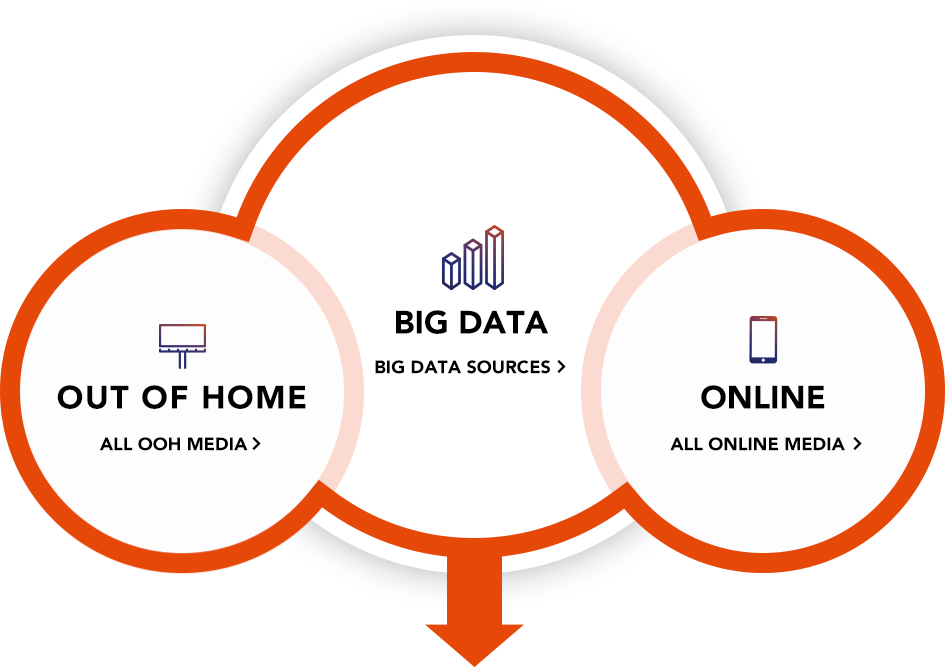 BIG DATA
BIG DATA SOURCES >
OUT OF HOME
ALL OOH MEDIA >
ONLINE
ALL ONLINE MEDIA >